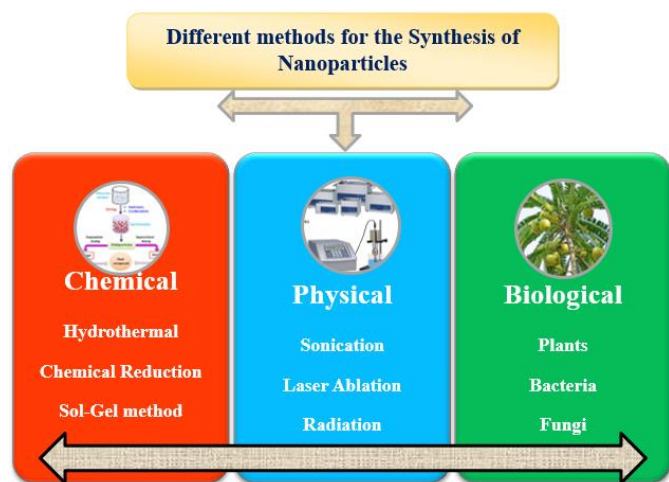 Different methods for the Synthesis of
Nanoparticles
Chemical
Hydrothermal
Chemical Reduction
Sol-Gel method
Physical
Sonication
Laser Ablation
Radiation
Biological
Plants
Bacteria
Fungi